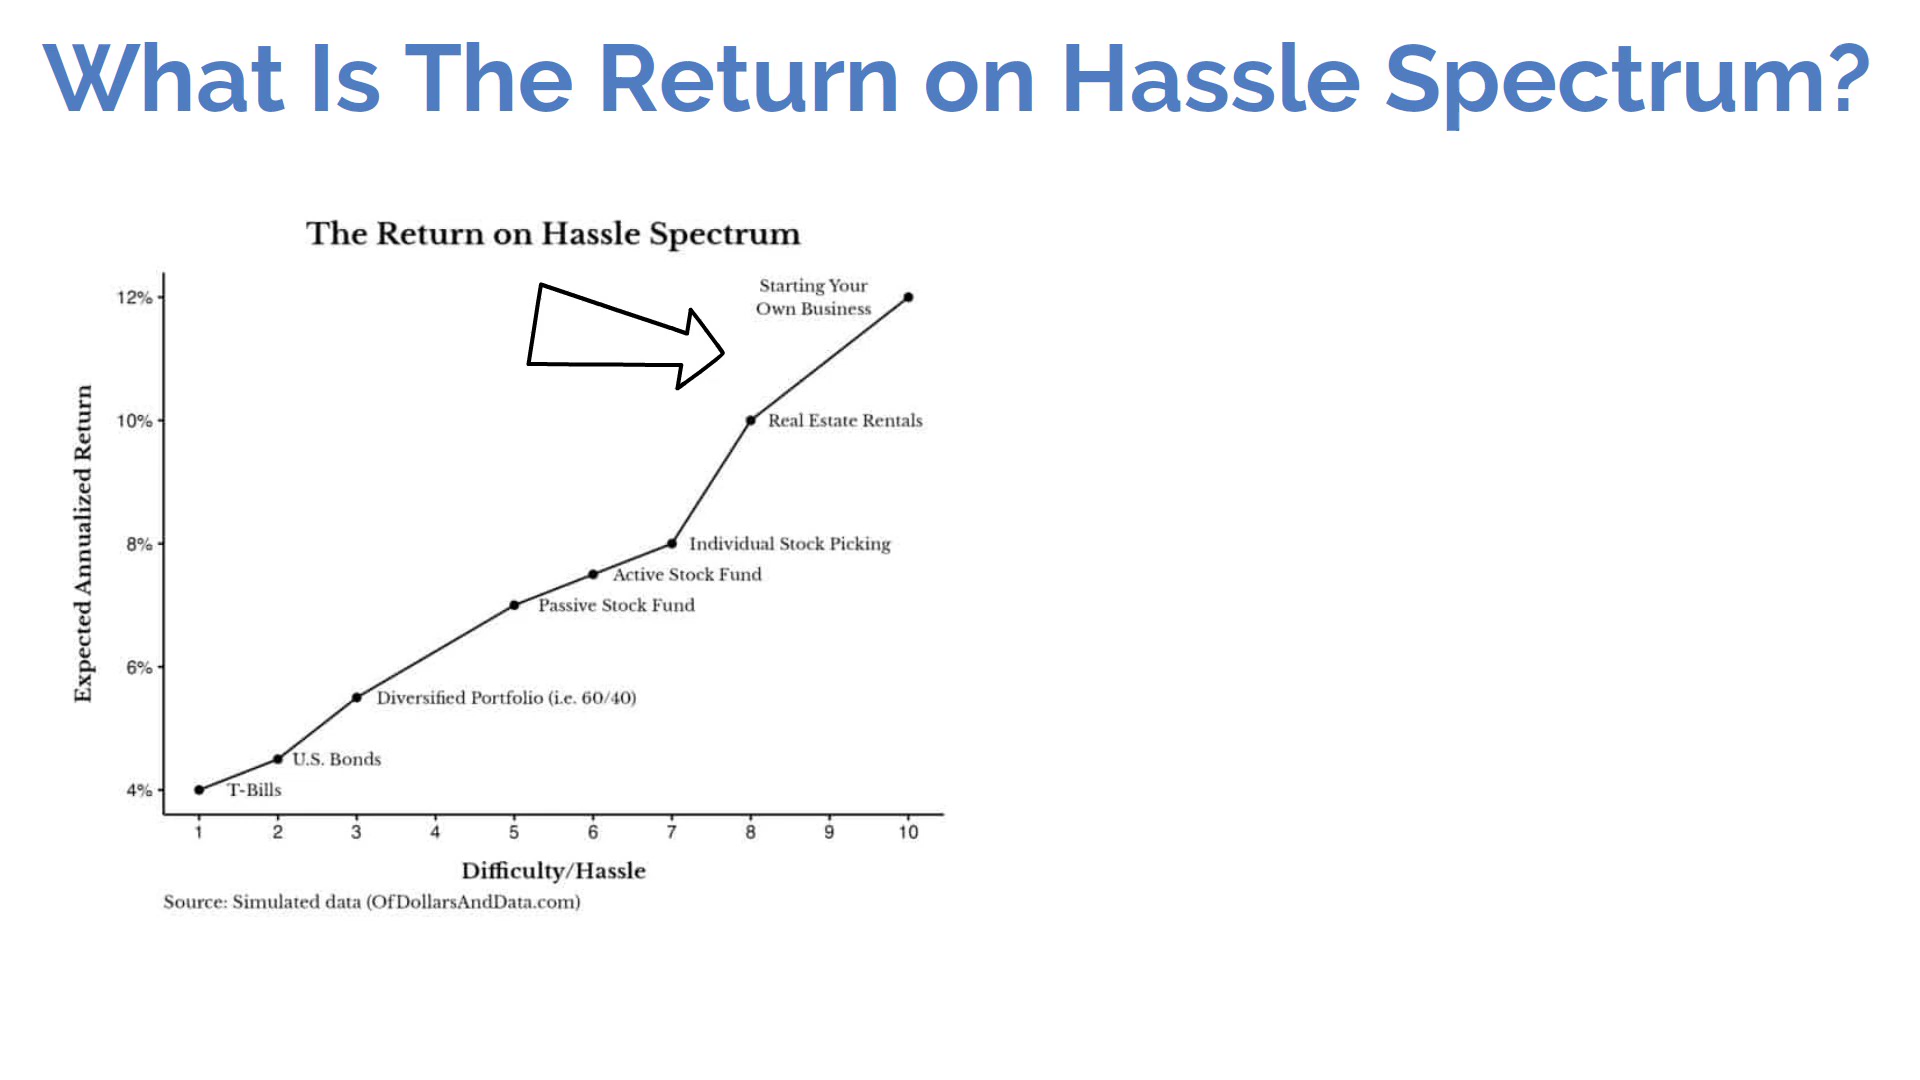 What Is The Return on Hassle Spectrum?
The Return on Hassle Spectrum
Expected Annualized Return
12%
10%
8%
6%
4%
Starting Your
Own Business
Real Estate Rentals
Individual Stock Picking
Active Stock Fund
Passive Stock Fund
Diversified Portfolio (i.e. 60/40)
U.S. Bonds
T-Bills
1 2 3 4 5 6 7 8 9 10
Difficulty/Hassle
Source: Simulated data (OfDollarsAndData.com)